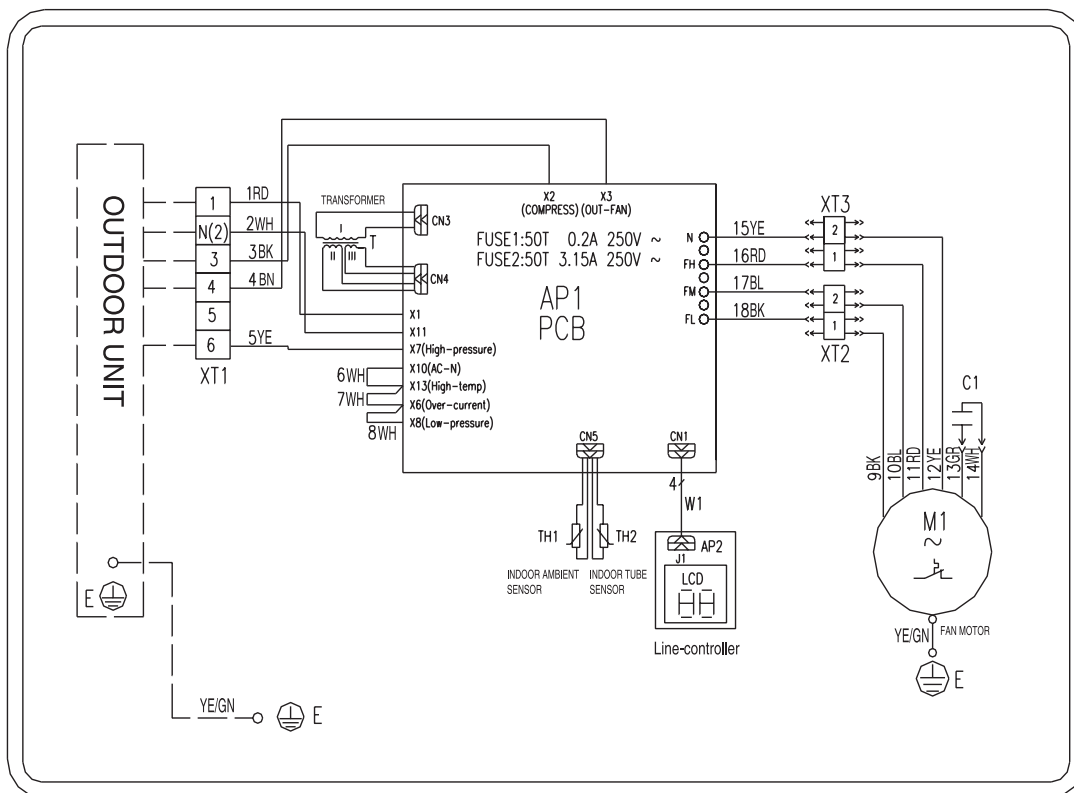 OUTDOOR UNIT
E
YE/GN
E
1
N(2)
3
4
5
6
XT1
1RD
2WH
3BK
4BN
5YE
TRANSFORMER
I
T
II
III
CN3
CN4
X2
(COMPRESS)
X3
(OUT-FAN)
FUSE1:50T 0.2A 250V ~
FUSE2:50T 3.15A 250V ~
AP1
PCB
X1
X11
X7(High-pressure)
X10(AC-N)
X13(High-temp)
X6(Over-current)
X8(Low-pressure)
6WH
7WH
8WH
N
FH
FM
FL
15YE
16RD
17BL
18BK
XT3
2
1
2
1
XT2
CN5
CN1
4
W1
TH1
TH2
INDOOR AMBIENT
SENSOR
INDOOR TUBE
SENSOR
AP2
J1
LCD
Line-controller
C1
9BK
10BL
11RD
12YE
13GR
14WH
M1
~
YE/GN
FAN MOTOR
E